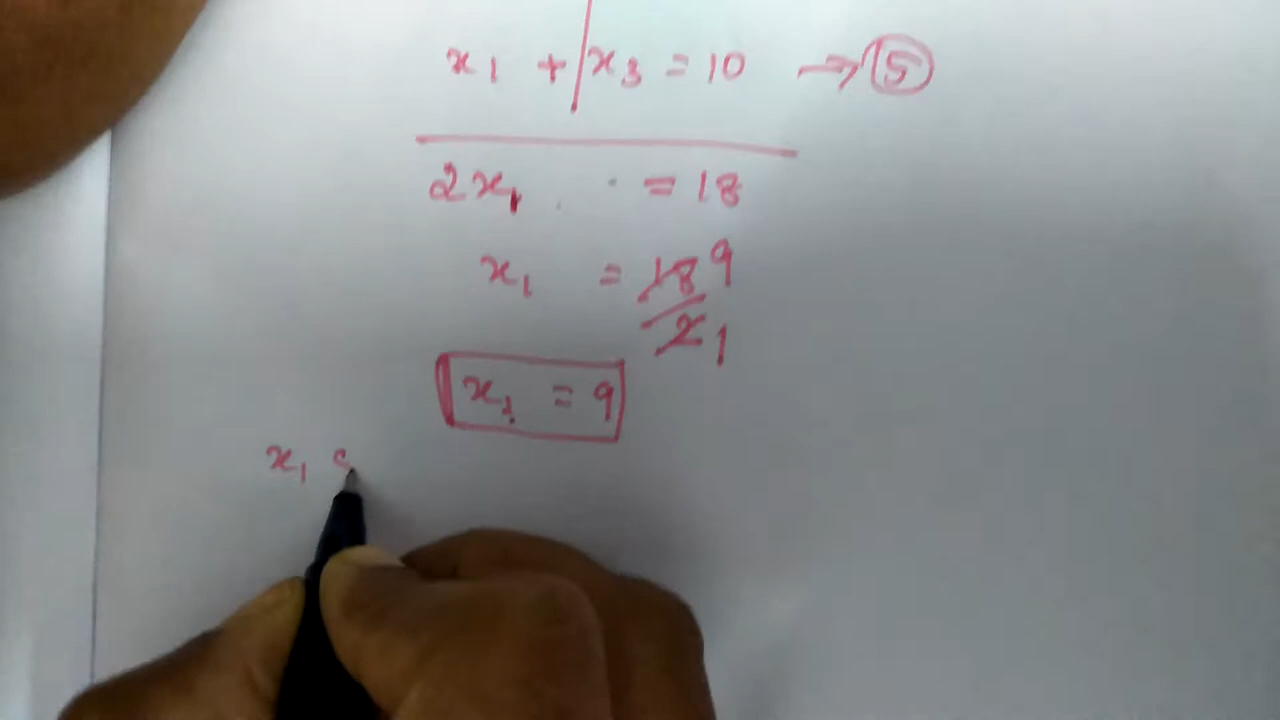 x₁ + x₃ = 10 → ⑤
2x₁ = 18
x₁ = 18 9
2 1
x₁ = 9
x₁